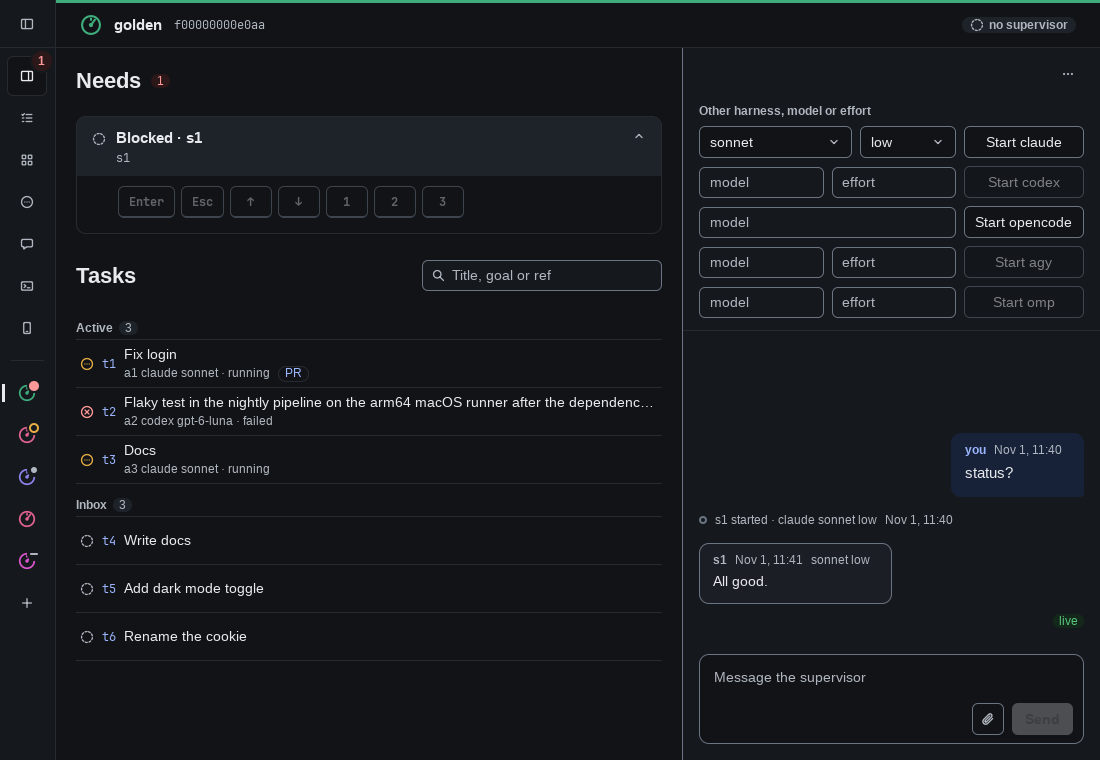 golden f00000000e0aa
no supervisor
1
Needs 1
Blocked · s1
s1
Enter Esc ↑ ↓ 1 2 3
Tasks
Title, goal or ref
Active 3
t1 Fix login
a1 claude sonnet · running PR
t2 Flaky test in the nightly pipeline on the arm64 macOS runner after the dependenc…
a2 codex gpt-6-luna · failed
t3 Docs
a3 claude sonnet · running
Inbox 3
t4 Write docs
t5 Add dark mode toggle
t6 Rename the cookie
Other harness, model or effort
sonnet low Start claude
model effort Start codex
model Start opencode
model effort Start agy
model effort Start omp
you Nov 1, 11:40
status?
s1 started · claude sonnet low Nov 1, 11:40
s1 Nov 1, 11:41 sonnet low
All good.
live
Message the supervisor
Send